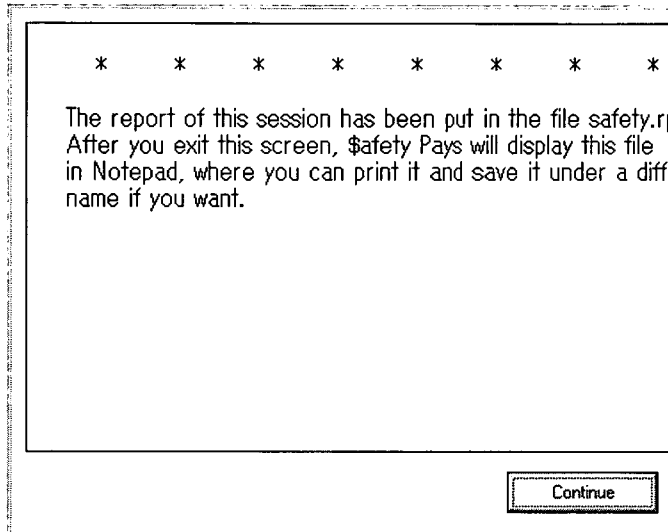 * * * * * * * *
The report of this session has been put in the file safety.r
After you exit this screen, $afety Pays will display this file
in Notepad, where you can print it and save it under a diff
name if you want.
Continue